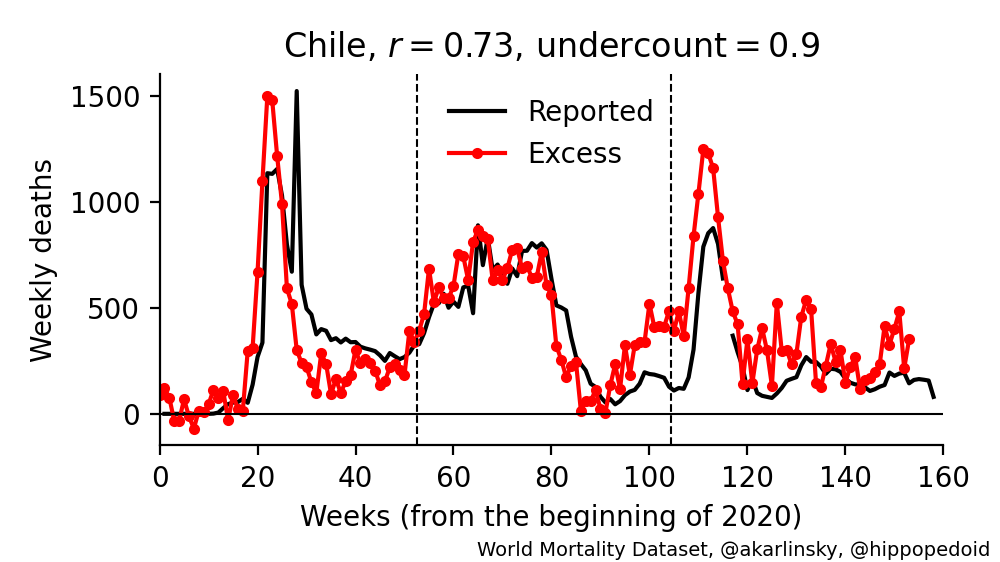 Chile, r = 0.73, undercount = 0.9
1500
1000
500
0
Weekly deaths
Reported
Excess
0 20 40 60 80 100 120 140 160
Weeks (from the beginning of 2020)
World Mortality Dataset, @akarlinsky, @hippopedoid